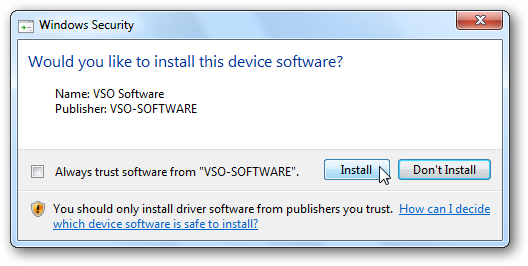 Windows Security
Would you like to install this device software?
Name: VSO Software
Publisher: VSO-SOFTWARE
Always trust software from "VSO-SOFTWARE".
Install
Don't Install
You should only install driver software from publishers you trust. How can I decide
which device software is safe to install?